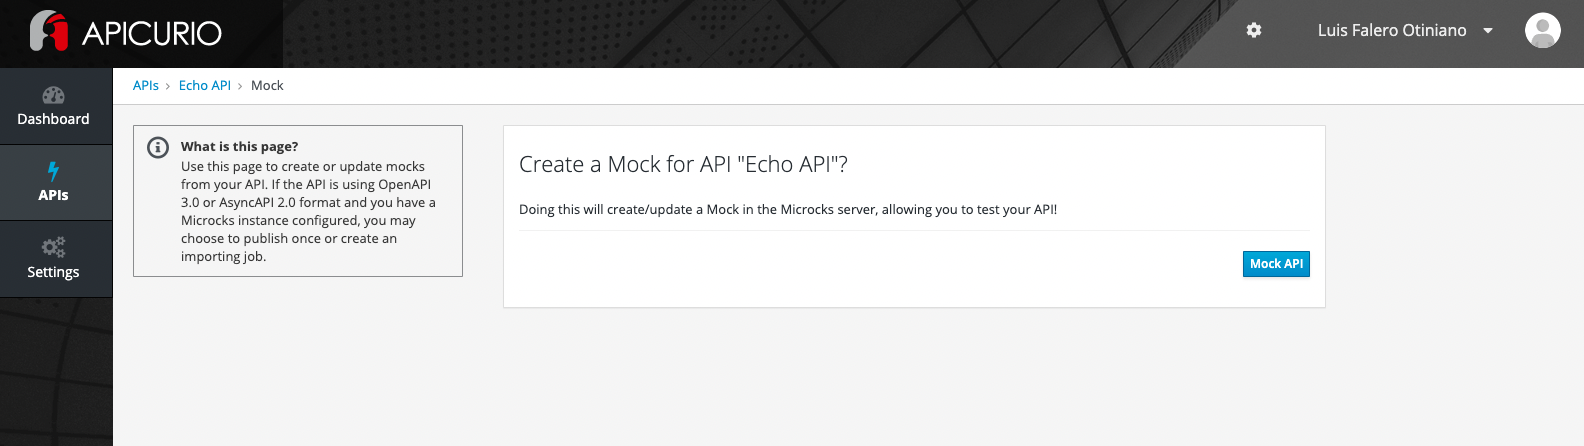 APICURIO
Luis Falero Otiniano
Dashboard
APIs
Settings
APIs > Echo API > Mock
What is this page?
Use this page to create or update mocks
from your API. If the API is using OpenAPI
3.0 or AsyncAPI 2.0 format and you have a
Microcks instance configured, you may
choose to publish once or create an
importing job.
Create a Mock for API "Echo API"?
Doing this will create/update a Mock in the Microcks server, allowing you to test your API!
Mock API